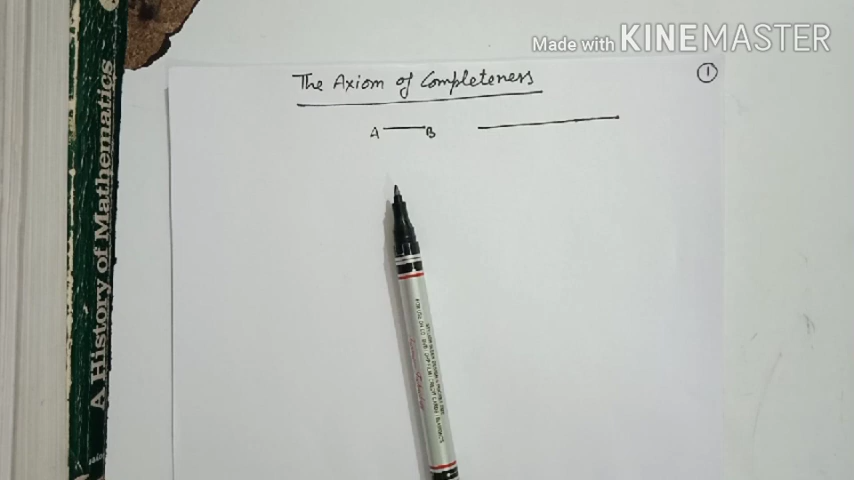 Made with KINEMASTER
The Axiom of Completeness
1
A B
A History of Mathematics